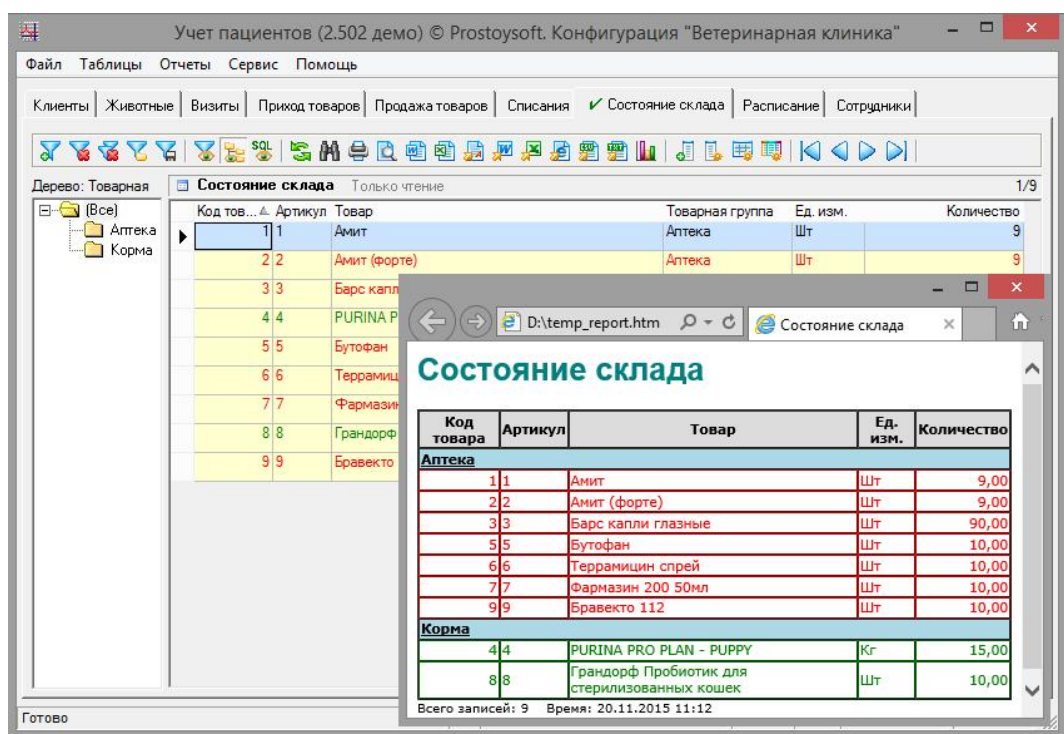 Учет пациентов (2.502 демо) © Prostoysoft. Конфигурация "Ветеринарная клиника"
Файл Таблицы Отчеты Сервис Помощь
Клиенты Животные Визиты Приход товаров Продажа товаров Списания Состояние склада Расписание Сотрудники
SQL
Дерево: Товарная Состояние склада Только чтение 1/9
(Все)
Аптека
Корма
Код тов... Артикул Товар Товарная группа Ед. изм. Количество
1 1 Амит Аптека Шт 9
2 2 Амит (форте) Аптека Шт 9
3 3 Барс капл
4 4 PURINA P
5 5 Бутофан
6 6 Террамиц
7 7 Фармазин
8 8 Грандорф
9 9 Бравекто
D:\temp_report.htm Состояние склада
Состояние склада
Код товара Артикул Товар Ед. изм. Количество
Аптека
1 1 Амит Шт 9,00
2 2 Амит (форте) Шт 9,00
3 3 Барс капли глазные Шт 90,00
5 5 Бутофан Шт 10,00
6 6 Террамицин спрей Шт 10,00
7 7 Фармазин 200 50мл Шт 10,00
9 9 Бравекто 112 Шт 10,00
Корма
4 4 PURINA PRO PLAN - PUPPY Кг 15,00
8 8 Грандорф Пробиотик для стерилизованных кошек Шт 10,00
Всего записей: 9 Время: 20.11.2015 11:12
Готово